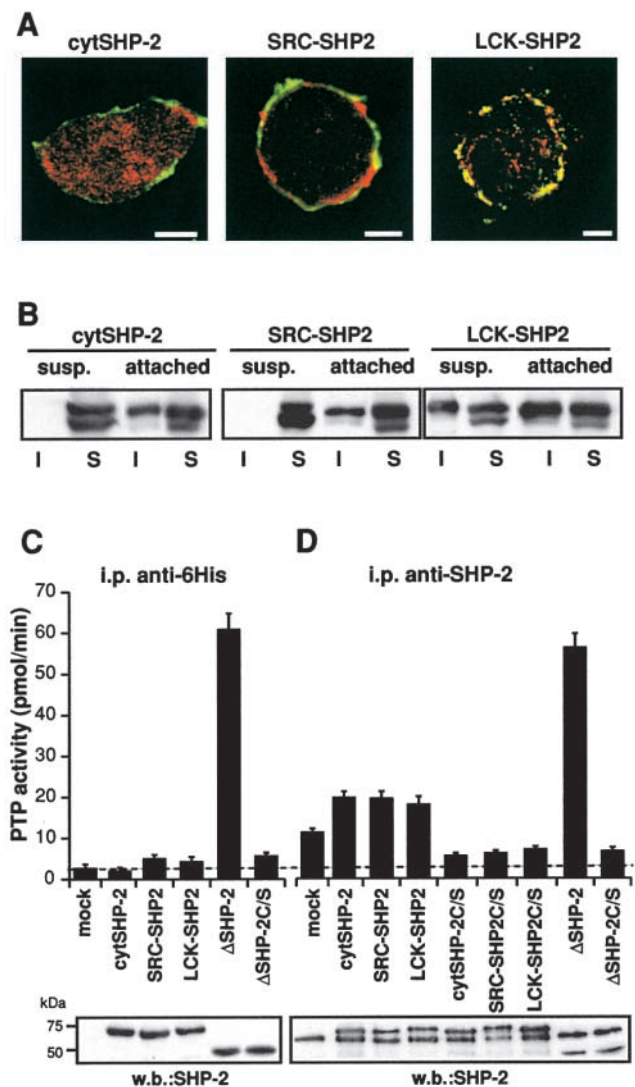 A
cytSHP-2 SRC-SHP2 LCK-SHP2
B
cytSHP-2 SRC-SHP2 LCK-SHP2
susp. attached susp. attached susp. attached
I S I S I S I S I S I S
C D
i.p. anti-6His i.p. anti-SHP-2
PTP activity (pmol/min)
70
60
50
40
30
20
10
0
mock
cytSHP-2
SRC-SHP2
LCK-SHP2
ΔSHP-2
ΔSHP-2C/S
mock
cytSHP-2
SRC-SHP2
LCK-SHP2
cytSHP-2C/S
SRC-SHP2C/S
LCK-SHP2C/S
ΔSHP-2
ΔSHP-2C/S
kDa
75
50
w.b.:SHP-2 w.b.:SHP-2